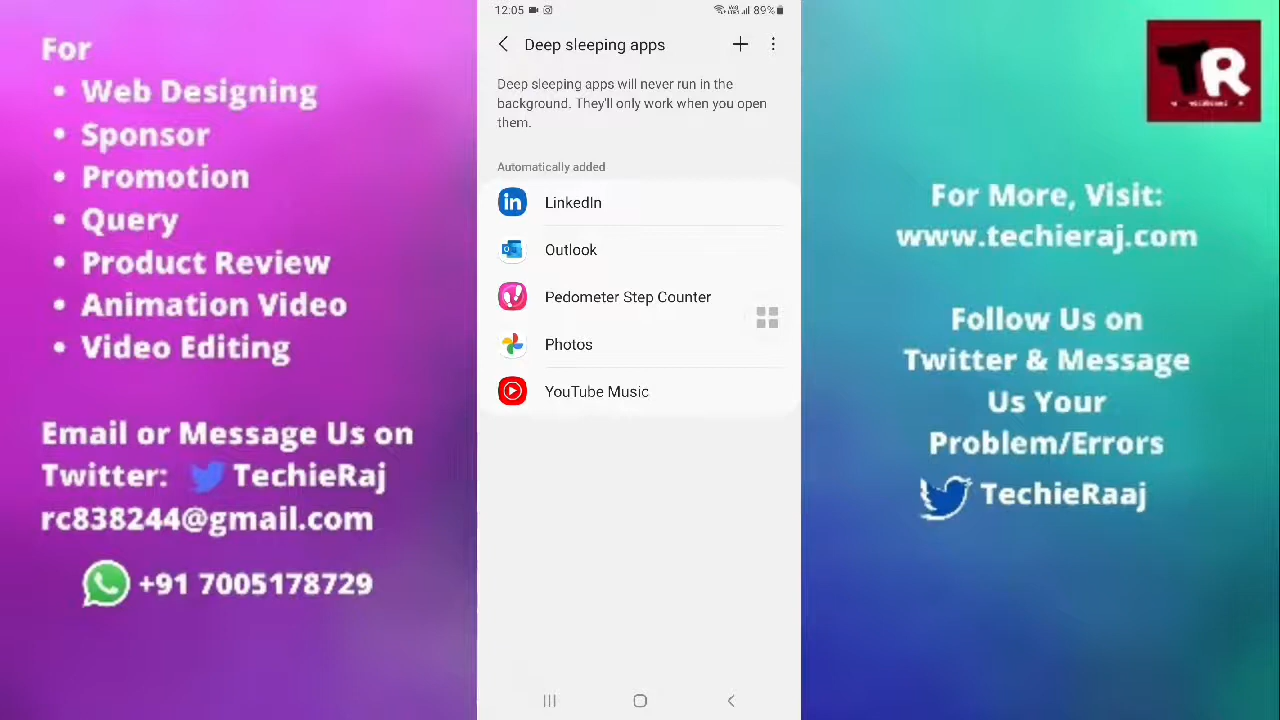 For
• Web Designing
• Sponsor
• Promotion
• Query
• Product Review
• Animation Video
• Video Editing
Email or Message Us on
Twitter: TechieRaj
rc838244@gmail.com
+91 7005178729
12:05
89%
Deep sleeping apps
Deep sleeping apps will never run in the
background. They'll only work when you open
them.
Automatically added
LinkedIn
Outlook
Pedometer Step Counter
Photos
YouTube Music
TR
For More, Visit:
www.techieraj.com
Follow Us on
Twitter & Message
Us Your
Problem/Errors
TechieRaaj